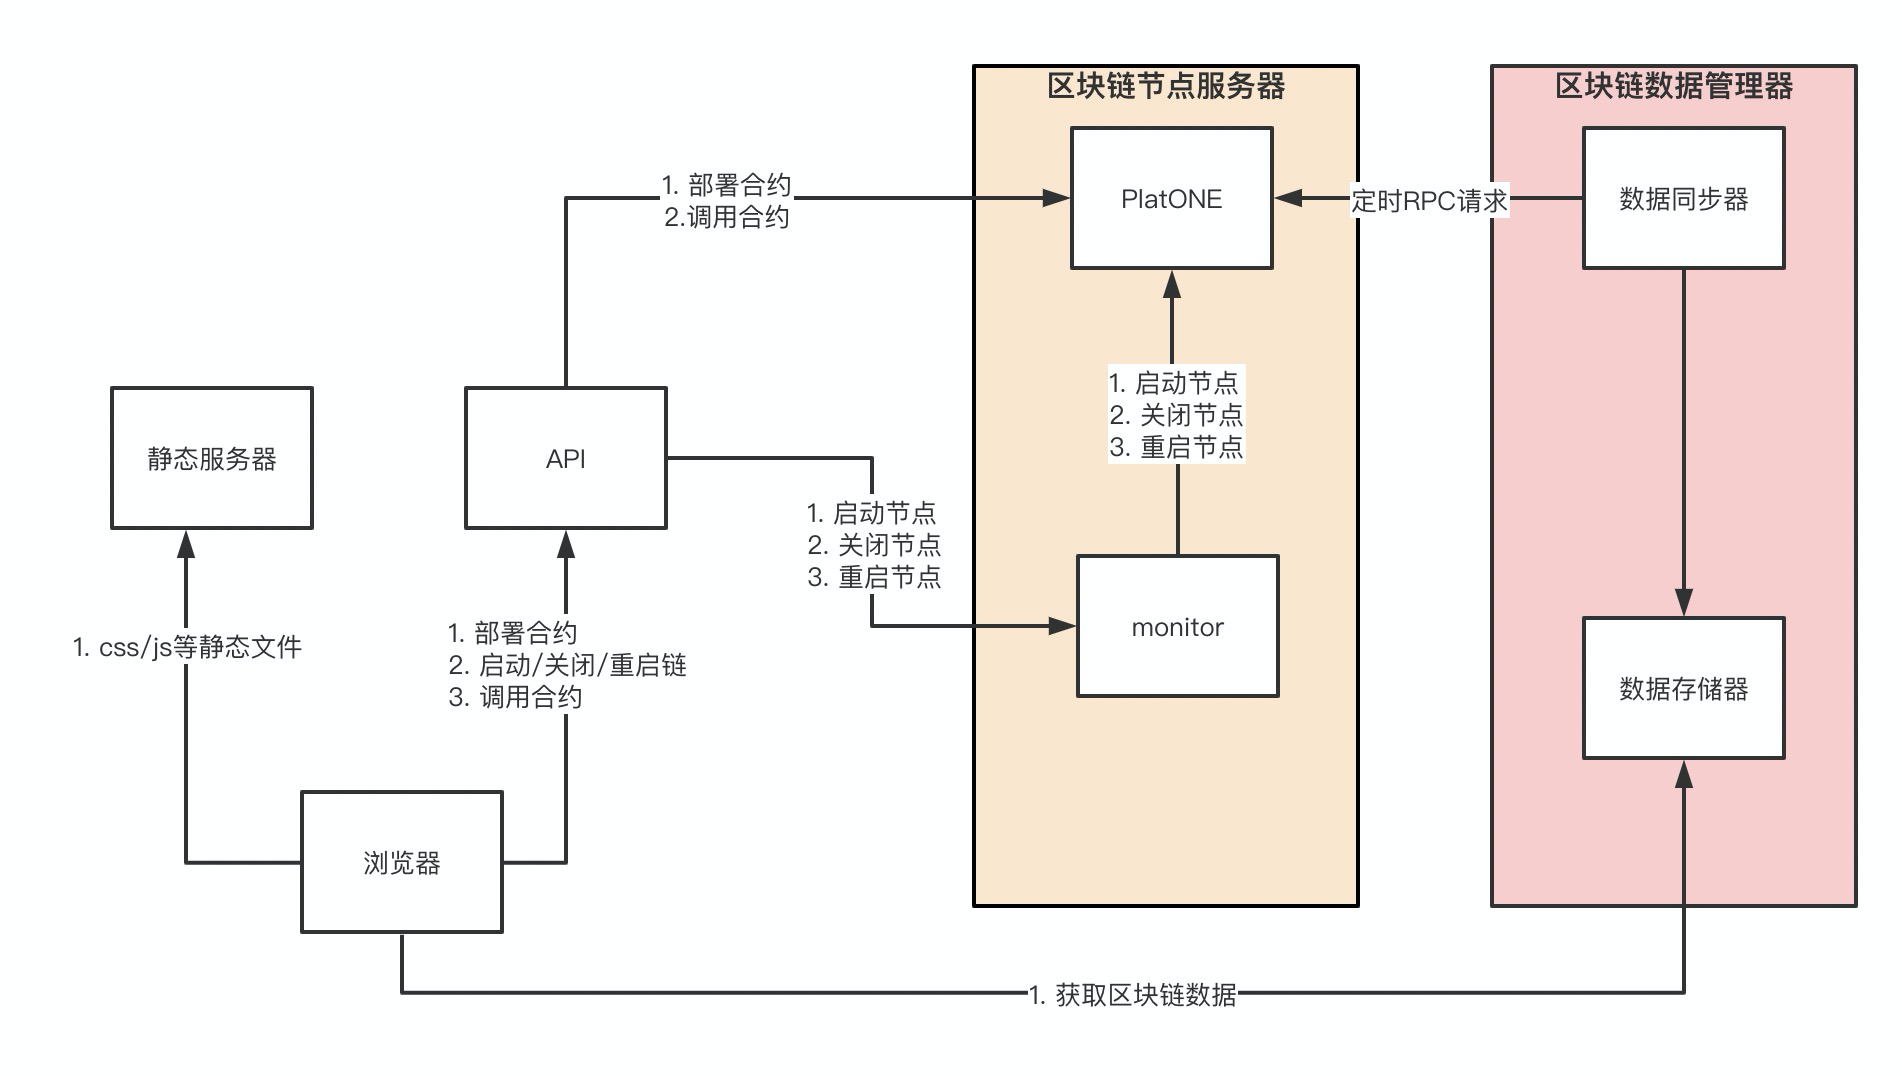 区块链节点服务器
区块链数据管理器
PlatONE
定时RPC请求
数据同步器
1. 部署合约
2.调用合约
1. 启动节点
2. 关闭节点
3. 重启节点
静态服务器
API
1. 启动节点
2. 关闭节点
3. 重启节点
monitor
1. css/js等静态文件
1. 部署合约
2. 启动/关闭/重启链
3. 调用合约
数据存储器
浏览器
1. 获取区块链数据